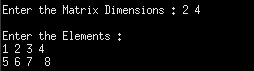 Enter the Matrix Dimensions : 2 4
Enter the Elements :
1 2 3 4
5 6 7  8